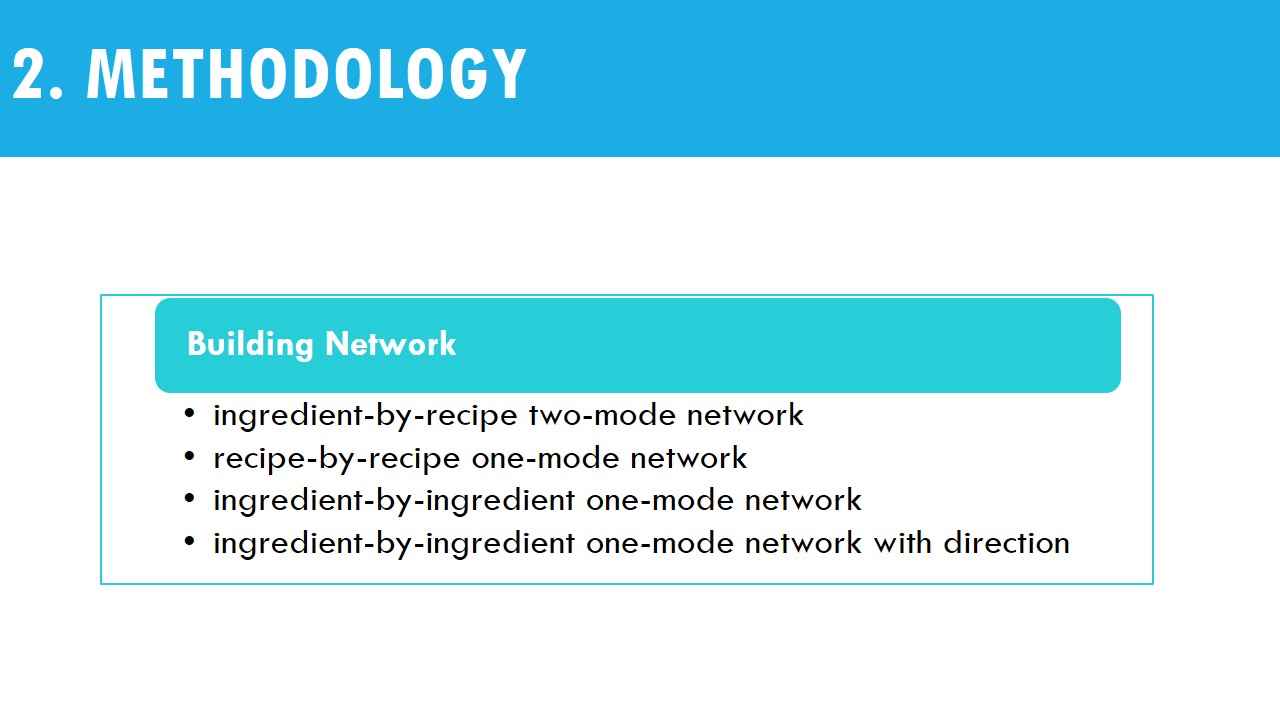 2. METHODOLOGY
Building Network
• ingredient-by-recipe two-mode network
• recipe-by-recipe one-mode network
• ingredient-by-ingredient one-mode network
• ingredient-by-ingredient one-mode network with direction